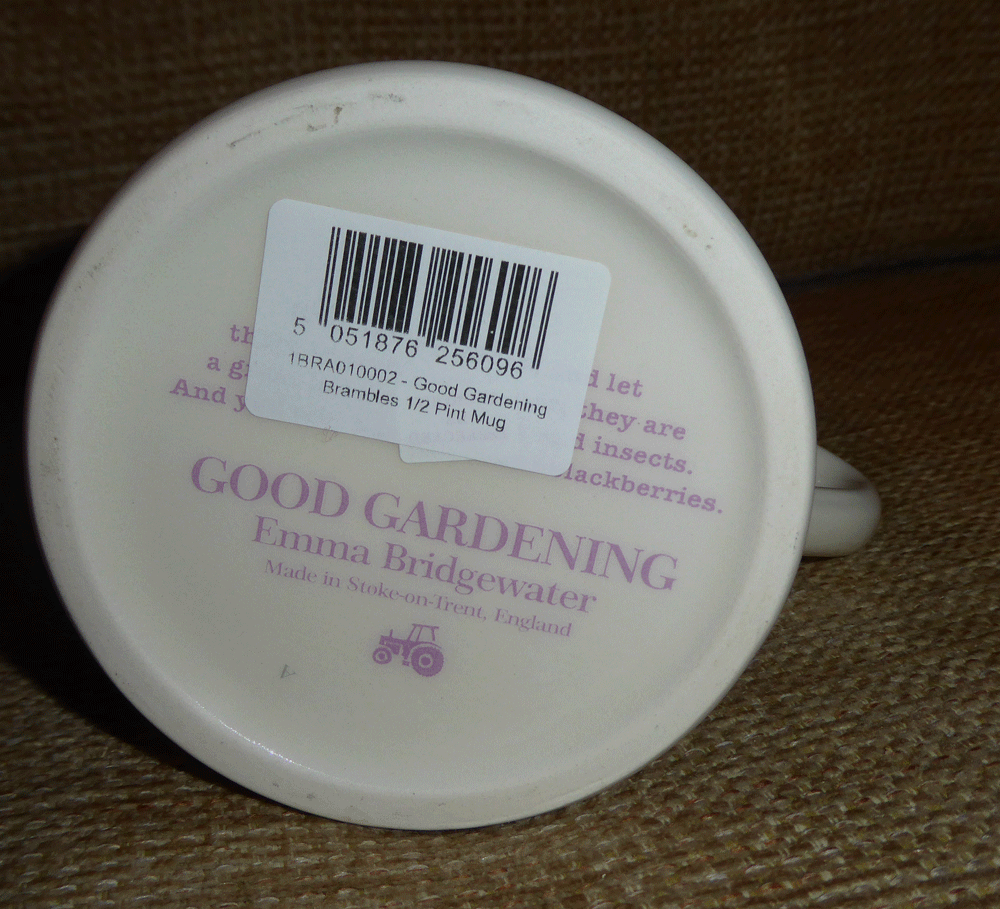 5 051876 256096
1BRA010002 - Good Gardening
Brambles 1/2 Pint Mug
let
a they are
And insects.
GOOD GARDENING
Emma Bridgewater
Made in Stoke-on-Trent, England